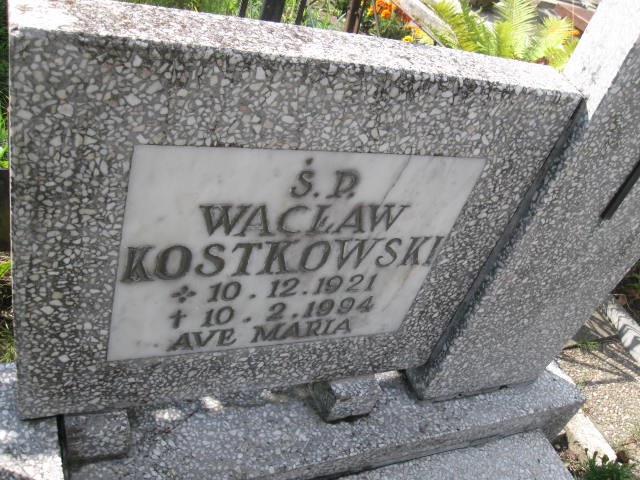 Ś.P.
WACŁAW
KOSTKOWSKI
* 10.12.1921
† 10.2.1994
AVE MARIA